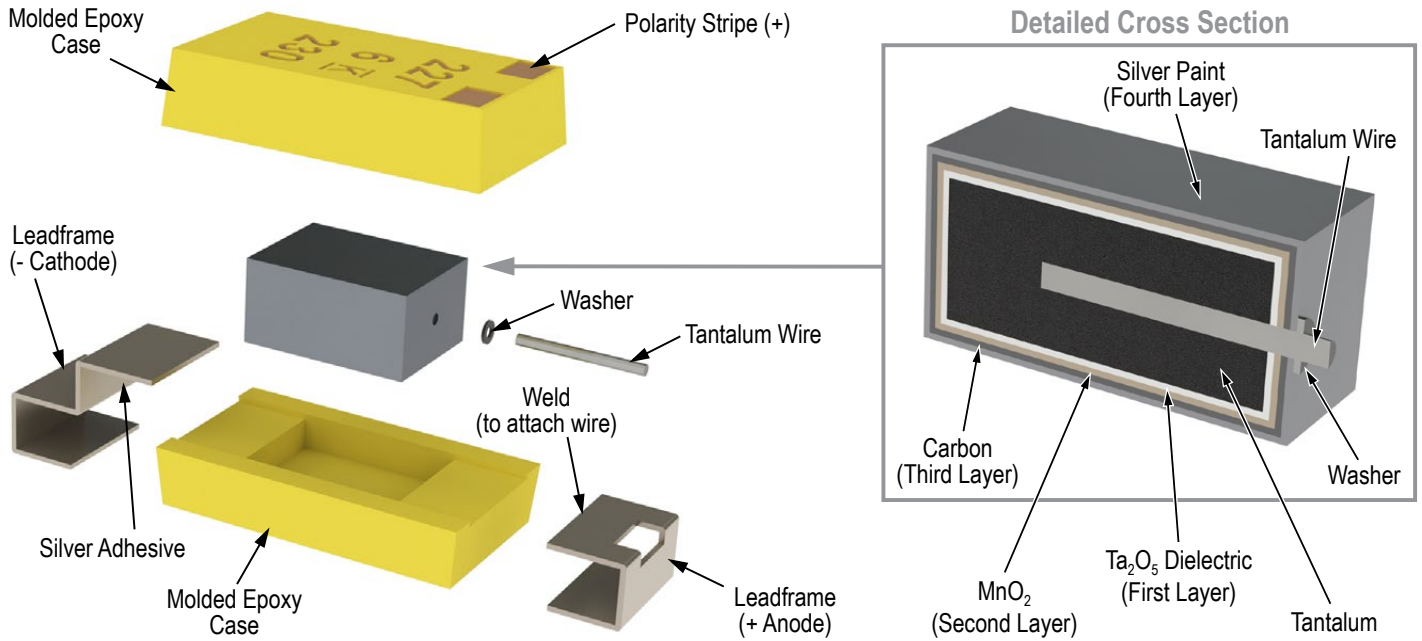 Molded Epoxy
Case
227
6 K
230
Polarity Stripe (+)
Leadframe
(- Cathode)
Washer
Tantalum Wire
Weld
(to attach wire)
Silver Adhesive
Molded Epoxy
Case
Leadframe
(+ Anode)
Detailed Cross Section
Silver Paint
(Fourth Layer)
Tantalum Wire
Carbon
(Third Layer)
Washer
MnO₂
(Second Layer)
Ta₂O₅ Dielectric
(First Layer)
Tantalum